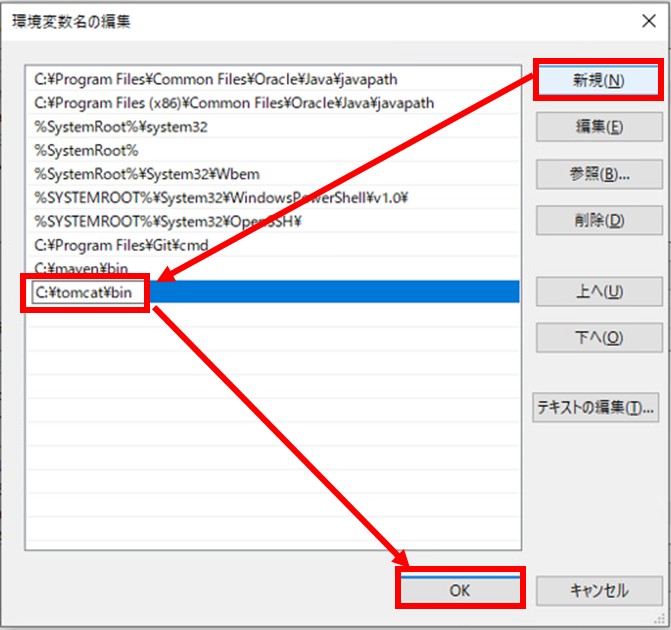 環境変数名の編集
C:¥Program Files¥Common Files¥Oracle¥Java¥javapath
C:¥Program Files (x86)¥Common Files¥Oracle¥Java¥javapath
%SystemRoot%¥system32
%SystemRoot%
%SystemRoot%¥System32¥Wbem
%SYSTEMROOT%¥System32¥WindowsPowerShell¥v1.0¥
%SYSTEMROOT%¥System32¥OpenSSH¥
C:¥Program Files¥Git¥cmd
C:¥maven¥bin
C:¥tomcat¥bin
新規(N)
編集(E)
参照(B)...
削除(D)
上へ(U)
下へ(O)
テキストの編集(T)...
OK
キャンセル